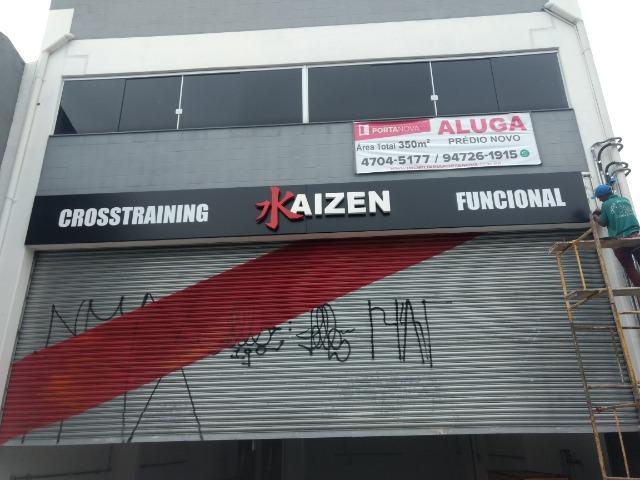 PORTANOVA ALUGA
Área Total 350m² PRÉDIO NOVO
4704-5177 / 94726-1915
CROSSTRAINING 水AIZEN FUNCIONAL